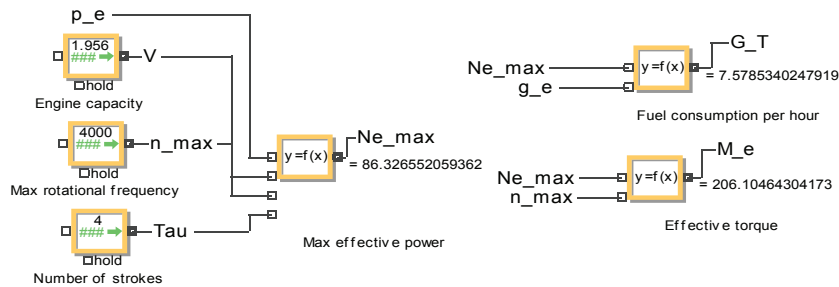 p_e
1.956
###
hold
V
Engine capacity
4000
###
hold
n_max
Max rotational frequency
4
###
hold
Tau
Number of strokes
y=f(x)
Ne_max
= 86.326552059362
Max effective power
Ne_max
g_e
y=f(x)
G_T
= 7.5785340247919
Fuel consumption per hour
Ne_max
n_max
y=f(x)
M_e
= 206.10464304173
Effective torque